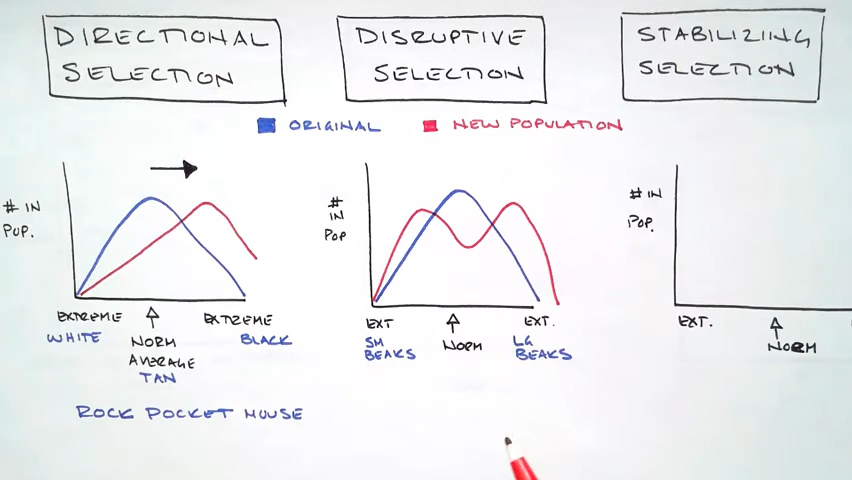 DIRECTIONAL
SELECTION
DISRUPTIVE
SELECTION
STABILIZING
SELECTION
ORIGINAL
NEW POPULATION
# IN
POP.
EXTREME
WHITE
NORM
AVERAGE
TAN
EXTREME
BLACK
ROCK POCKET MOUSE
#
IN
POP
EXT
SM
BEAKS
NORM
EXT.
LG
BEAKS
# IN
POP.
EXT.
NORM